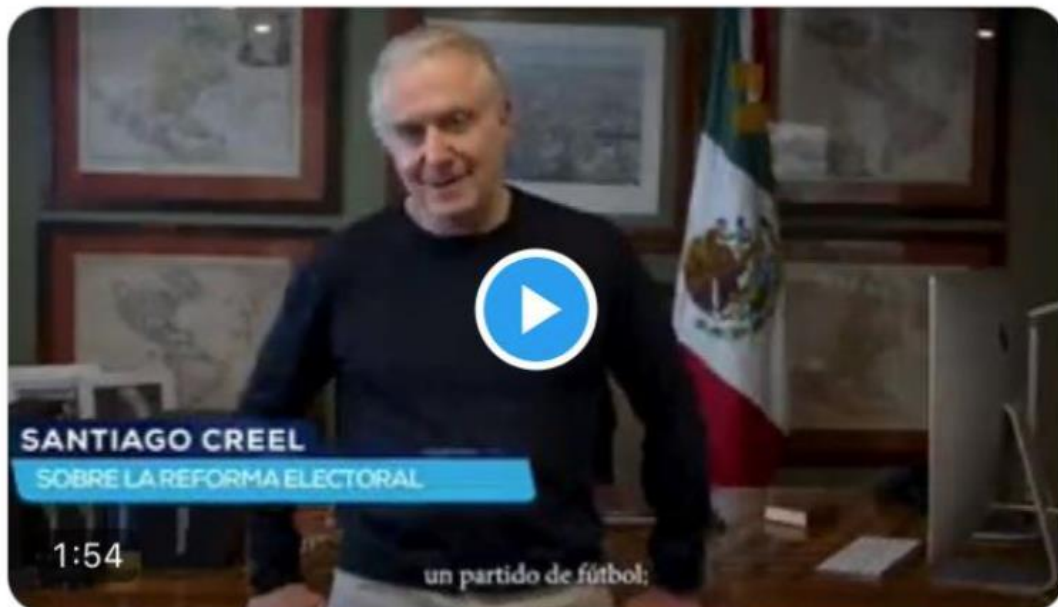 SANTIAGO CREEL
SOBRE LA REFORMA ELECTORAL
1:54
un partido de fútbol;